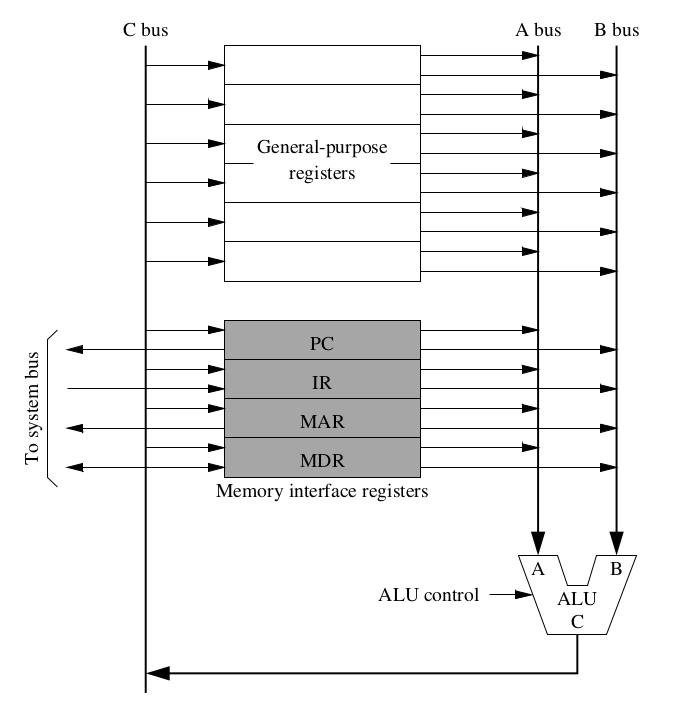 C bus
A bus
B bus
General-purpose
registers
To system bus
PC
IR
MAR
MDR
Memory interface registers
A
B
ALU control
ALU
C